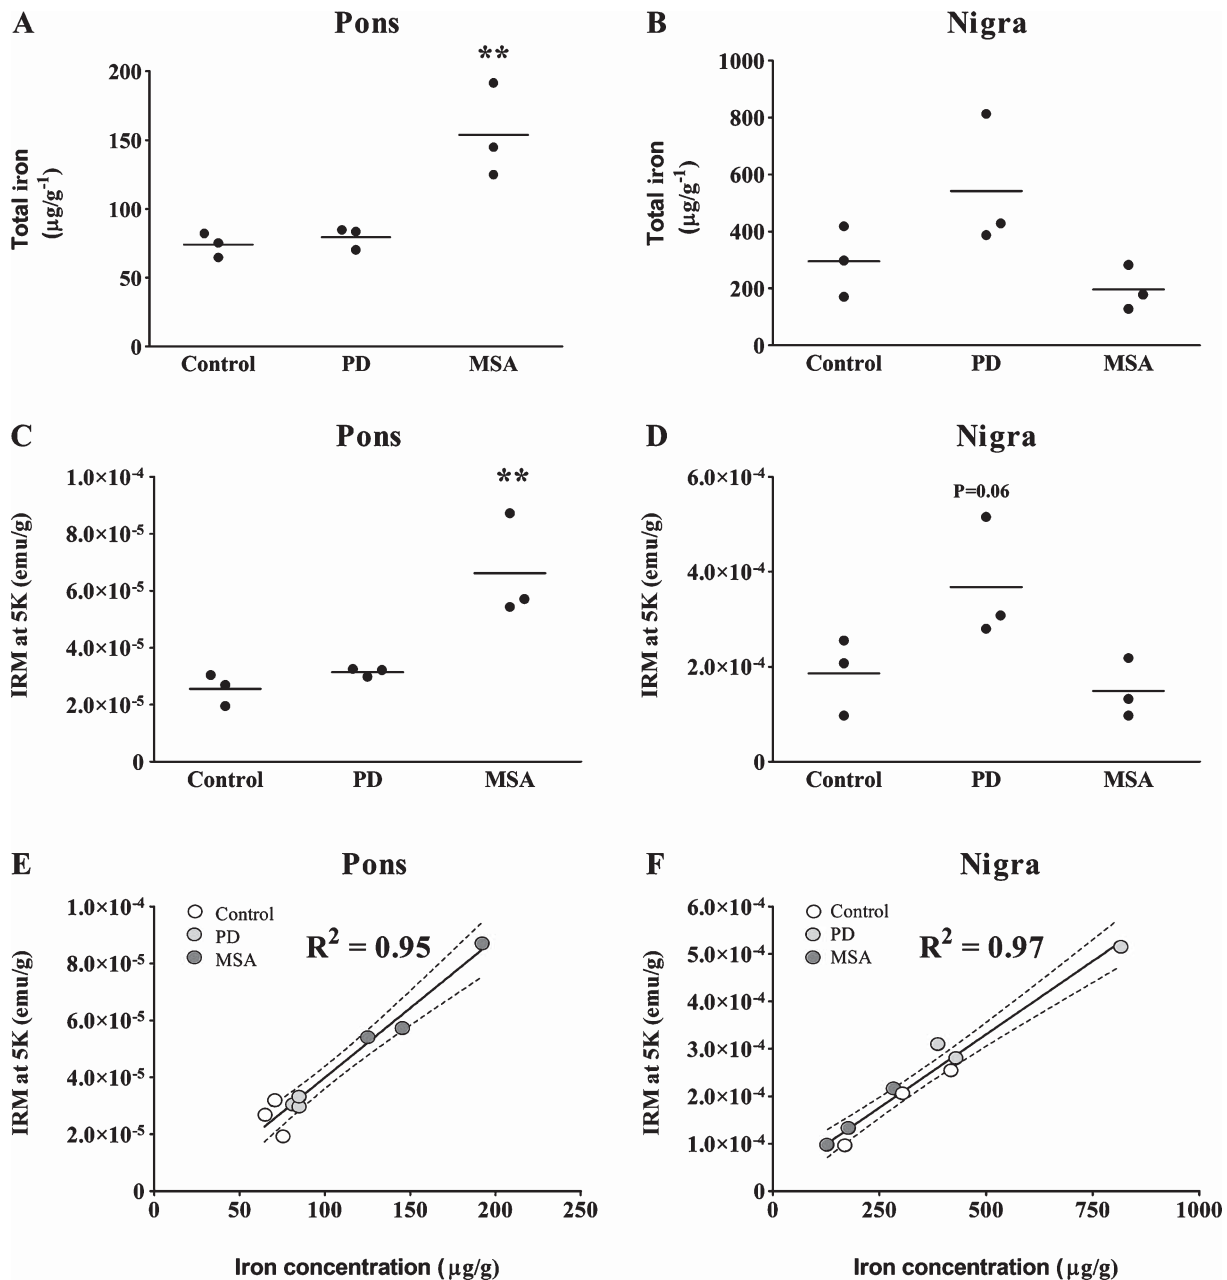 A
Pons
**
200
150
100
50
0
Total iron
(μg/g⁻¹)
Control
PD
MSA
B
Nigra
1000
800
600
400
200
0
Total iron
(μg/g⁻¹)
Control
PD
MSA
C
Pons
**
1.0×10⁻⁴
8.0×10⁻⁵
6.0×10⁻⁵
4.0×10⁻⁵
2.0×10⁻⁵
0
IRM at 5K (emu/g)
Control
PD
MSA
D
Nigra
P=0.06
6.0×10⁻⁴
4.0×10⁻⁴
2.0×10⁻⁴
0
IRM at 5K (emu/g)
Control
PD
MSA
E
Pons
1.0×10⁻⁴
8.0×10⁻⁵
6.0×10⁻⁵
4.0×10⁻⁵
2.0×10⁻⁵
0
IRM at 5K (emu/g)
Control
PD
MSA
R² = 0.95
0
50
100
150
200
250
Iron concentration (μg/g)
F
Nigra
6.0×10⁻⁴
5.0×10⁻⁴
4.0×10⁻⁴
3.0×10⁻⁴
2.0×10⁻⁴
1.0×10⁻⁴
0
IRM at 5K (emu/g)
Control
PD
MSA
R² = 0.97
0
250
500
750
1000
Iron concentration (μg/g)